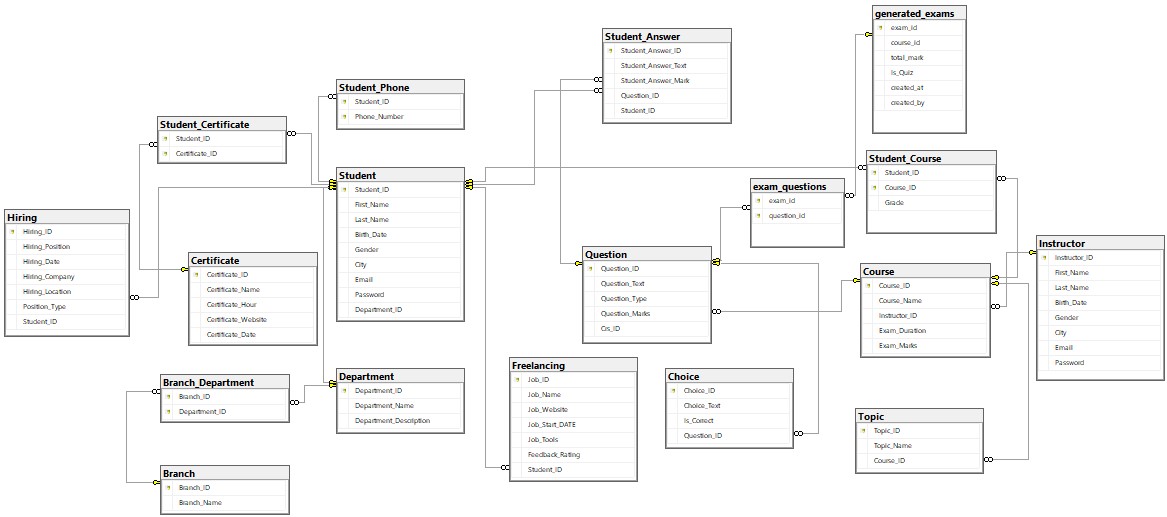 generated_exams
exam_id
course_id
total_mark
Is_Quiz
created_at
created_by
Student_Answer
Student_Answer_ID
Student_Answer_Text
Student_Answer_Mark
Question_ID
Student_ID
Student_Phone
Student_ID
Phone_Number
Student_Certificate
Student_ID
Certificate_ID
Student
Student_ID
First_Name
Last_Name
Birth_Date
Gender
City
Email
Password
Department_ID
Student_Course
Student_ID
Course_ID
Grade
exam_questions
exam_id
question_id
Hiring
Hiring_ID
Hiring_Position
Hiring_Date
Hiring_Company
Hiring_Location
Position_Type
Student_ID
Certificate
Certificate_ID
Certificate_Name
Certificate_Hour
Certificate_Website
Certificate_Date
Question
Question_ID
Question_Text
Question_Type
Question_Marks
Crs_ID
Course
Course_ID
Course_Name
Instructor_ID
Exam_Duration
Exam_Marks
Instructor
Instructor_ID
First_Name
Last_Name
Birth_Date
Gender
City
Email
Password
Branch_Department
Branch_ID
Department_ID
Department
Department_ID
Department_Name
Department_Description
Freelancing
Job_ID
Job_Name
Job_Website
Job_Start_DATE
Job_Tools
Feedback_Rating
Student_ID
Choice
Choice_ID
Choice_Text
Is_Correct
Question_ID
Topic
Topic_ID
Topic_Name
Course_ID
Branch
Branch_ID
Branch_Name